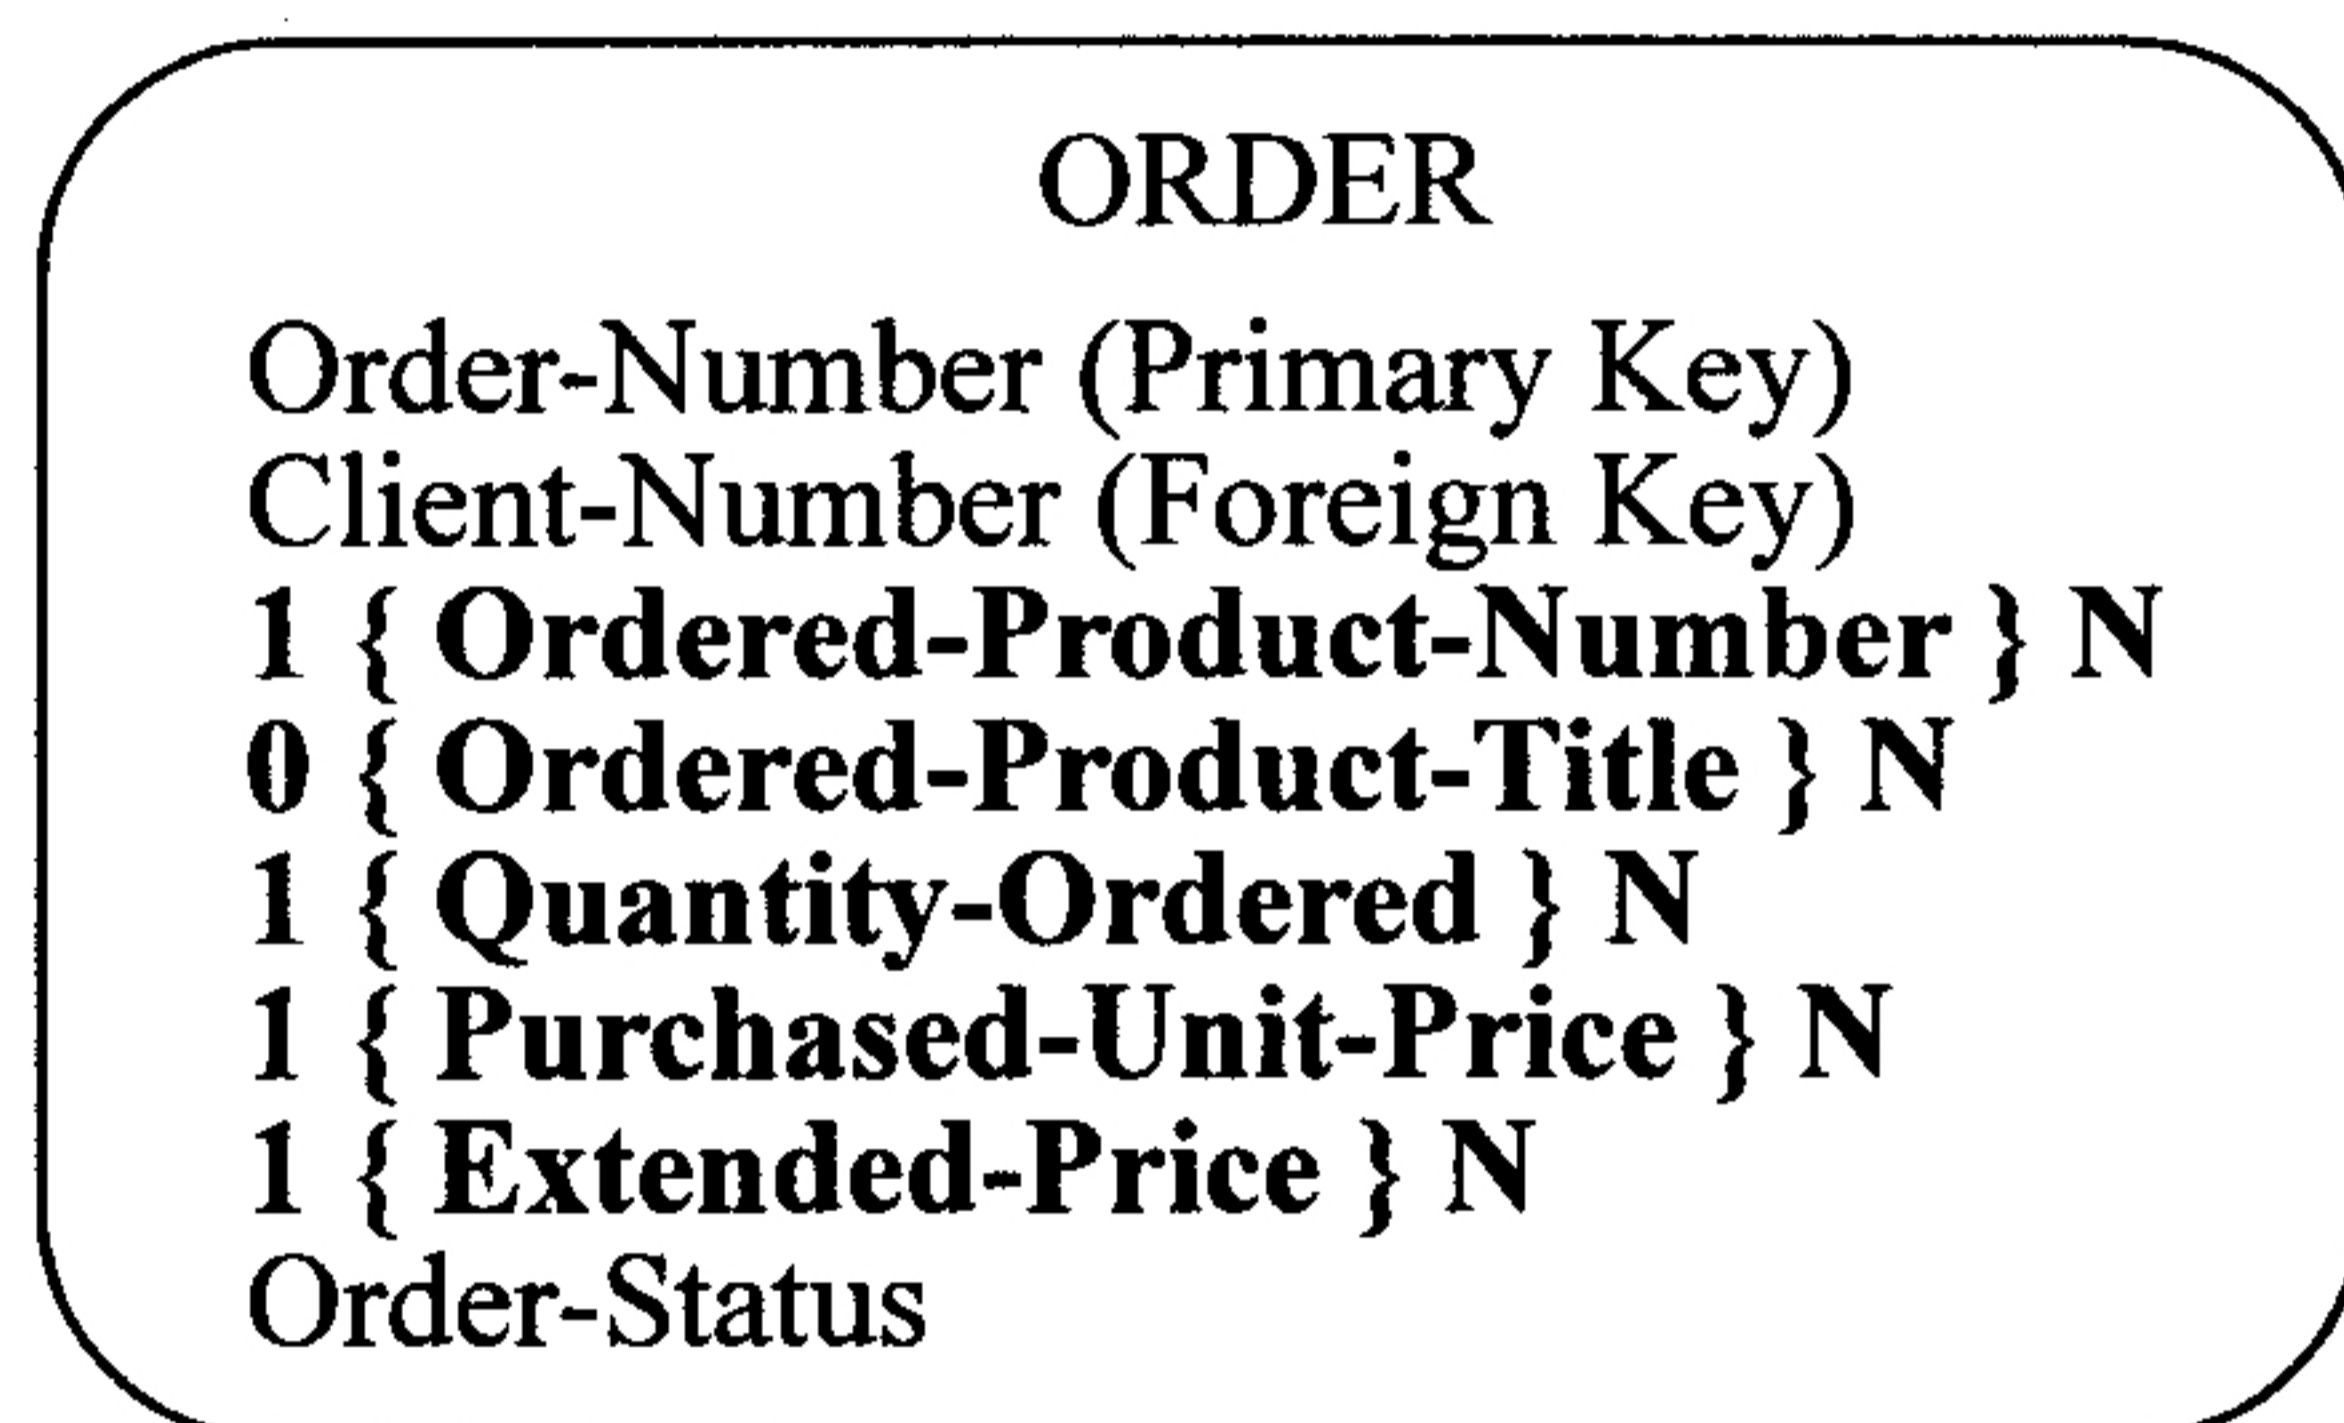 ORDER
Order-Number (Primary Key)
Client-Number (Foreign Key)
1 { Ordered-Product-Number } N
0 { Ordered-Product-Title } N
1 { Quantity-Ordered } N
1 { Purchased-Unit-Price } N
1 { Extended-Price } N
Order-Status